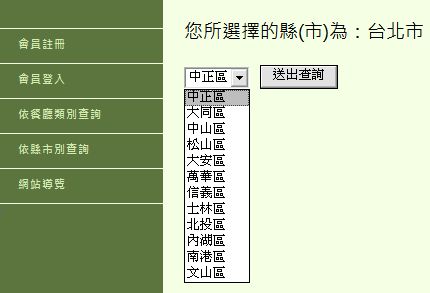 會員註冊
會員登入
依餐廳類別查詢
依縣市別查詢
網站導覽
您所選擇的縣(市)為：台北市
中正區
送出查詢
中正區
大同區
中山區
松山區
大安區
萬華區
信義區
士林區
北投區
內湖區
南港區
文山區